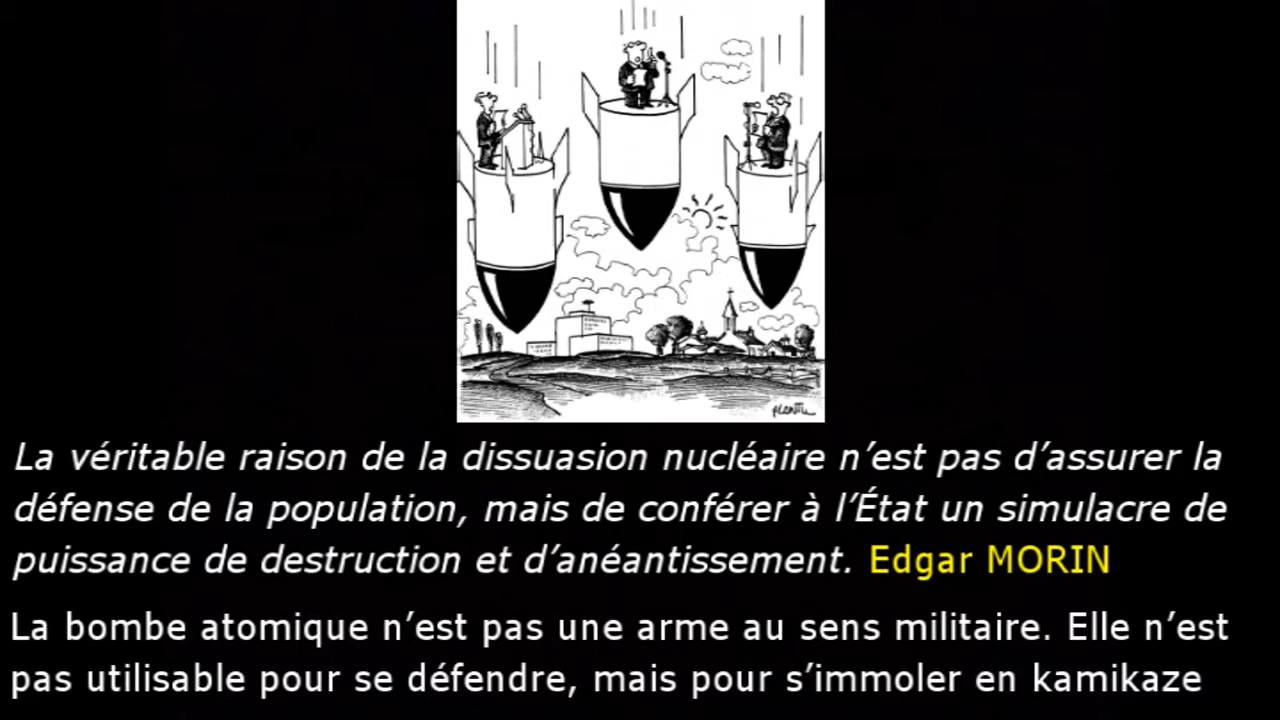 Plantu
La véritable raison de la dissuasion nucléaire n’est pas d’assurer la
défense de la population, mais de conférer à l’État un simulacre de
puissance de destruction et d’anéantissement. Edgar MORIN
La bombe atomique n’est pas une arme au sens militaire. Elle n’est
pas utilisable pour se défendre, mais pour s’immoler en kamikaze